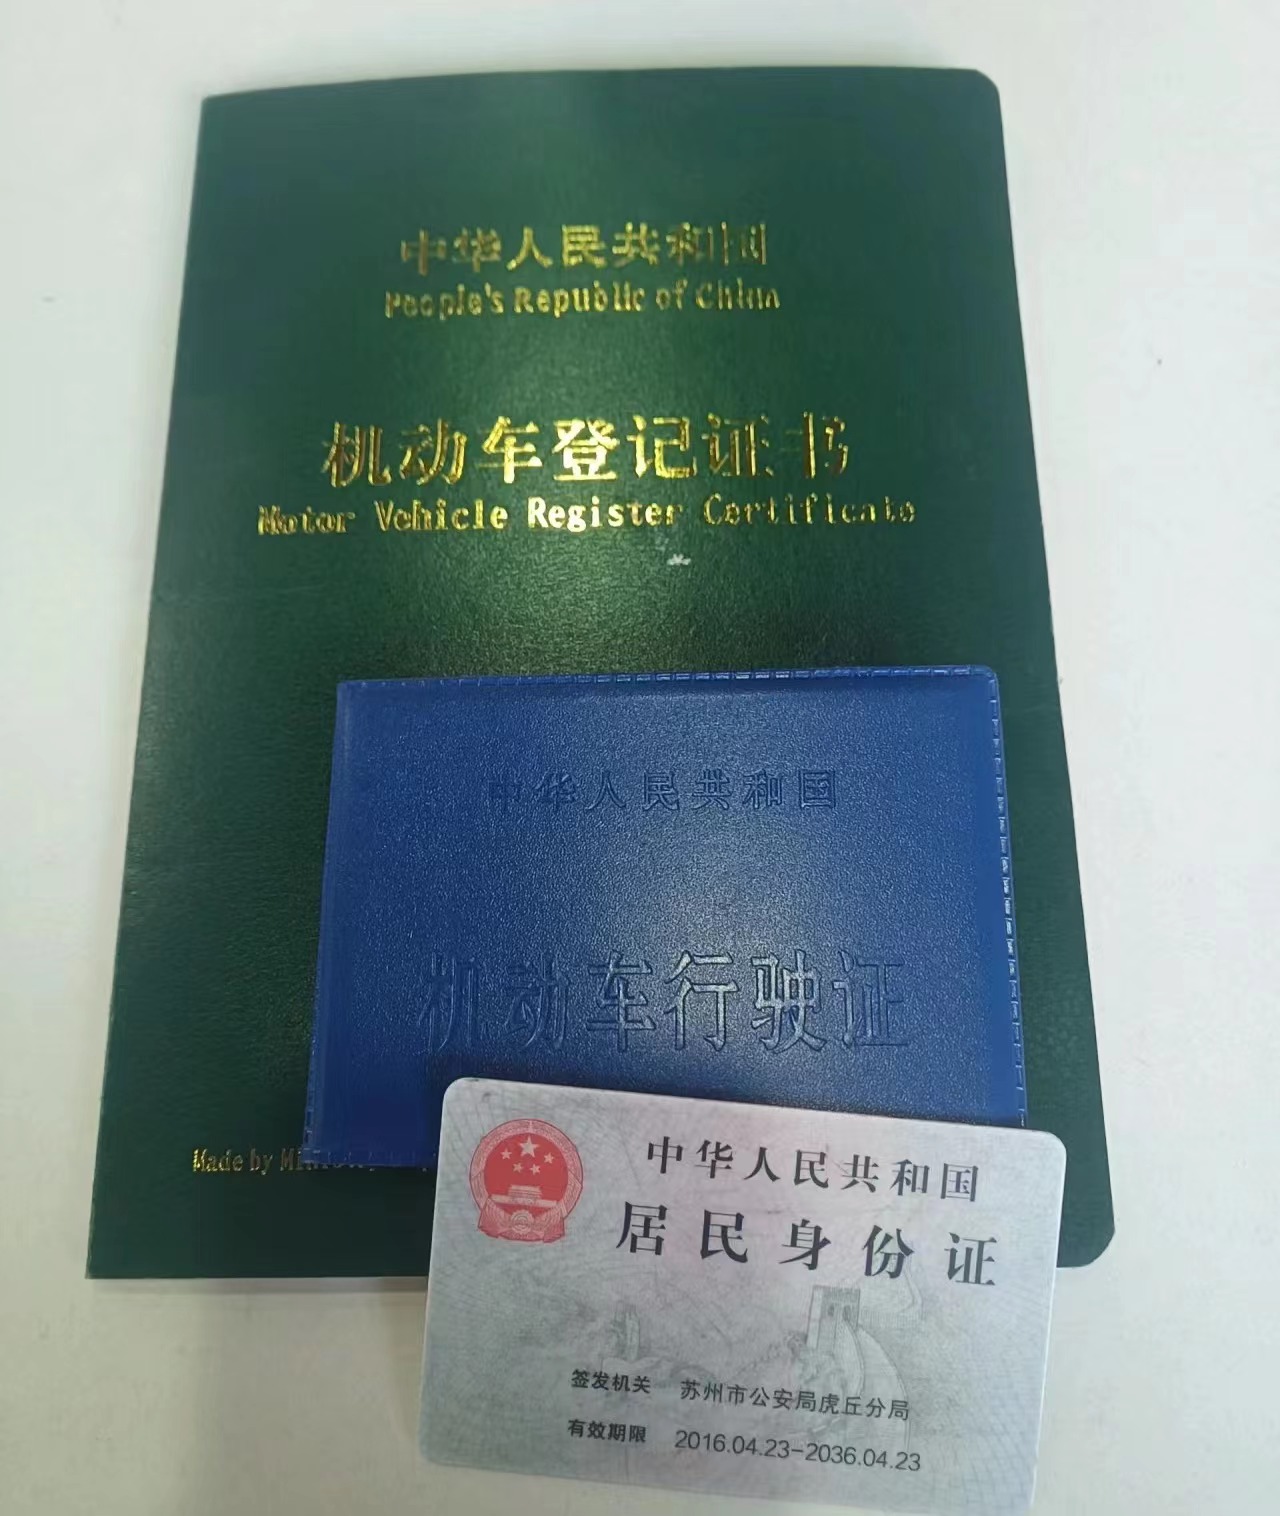 中华人民共和国
People's Republic of China
机动车登记证书
Motor Vehicle Register Certificate
中华人民共和国
机动车行驶证
Made by
中华人民共和国
居民身份证
签发机关 苏州市公安局虎丘分局
有效期限 2016.04.23-2036.04.23